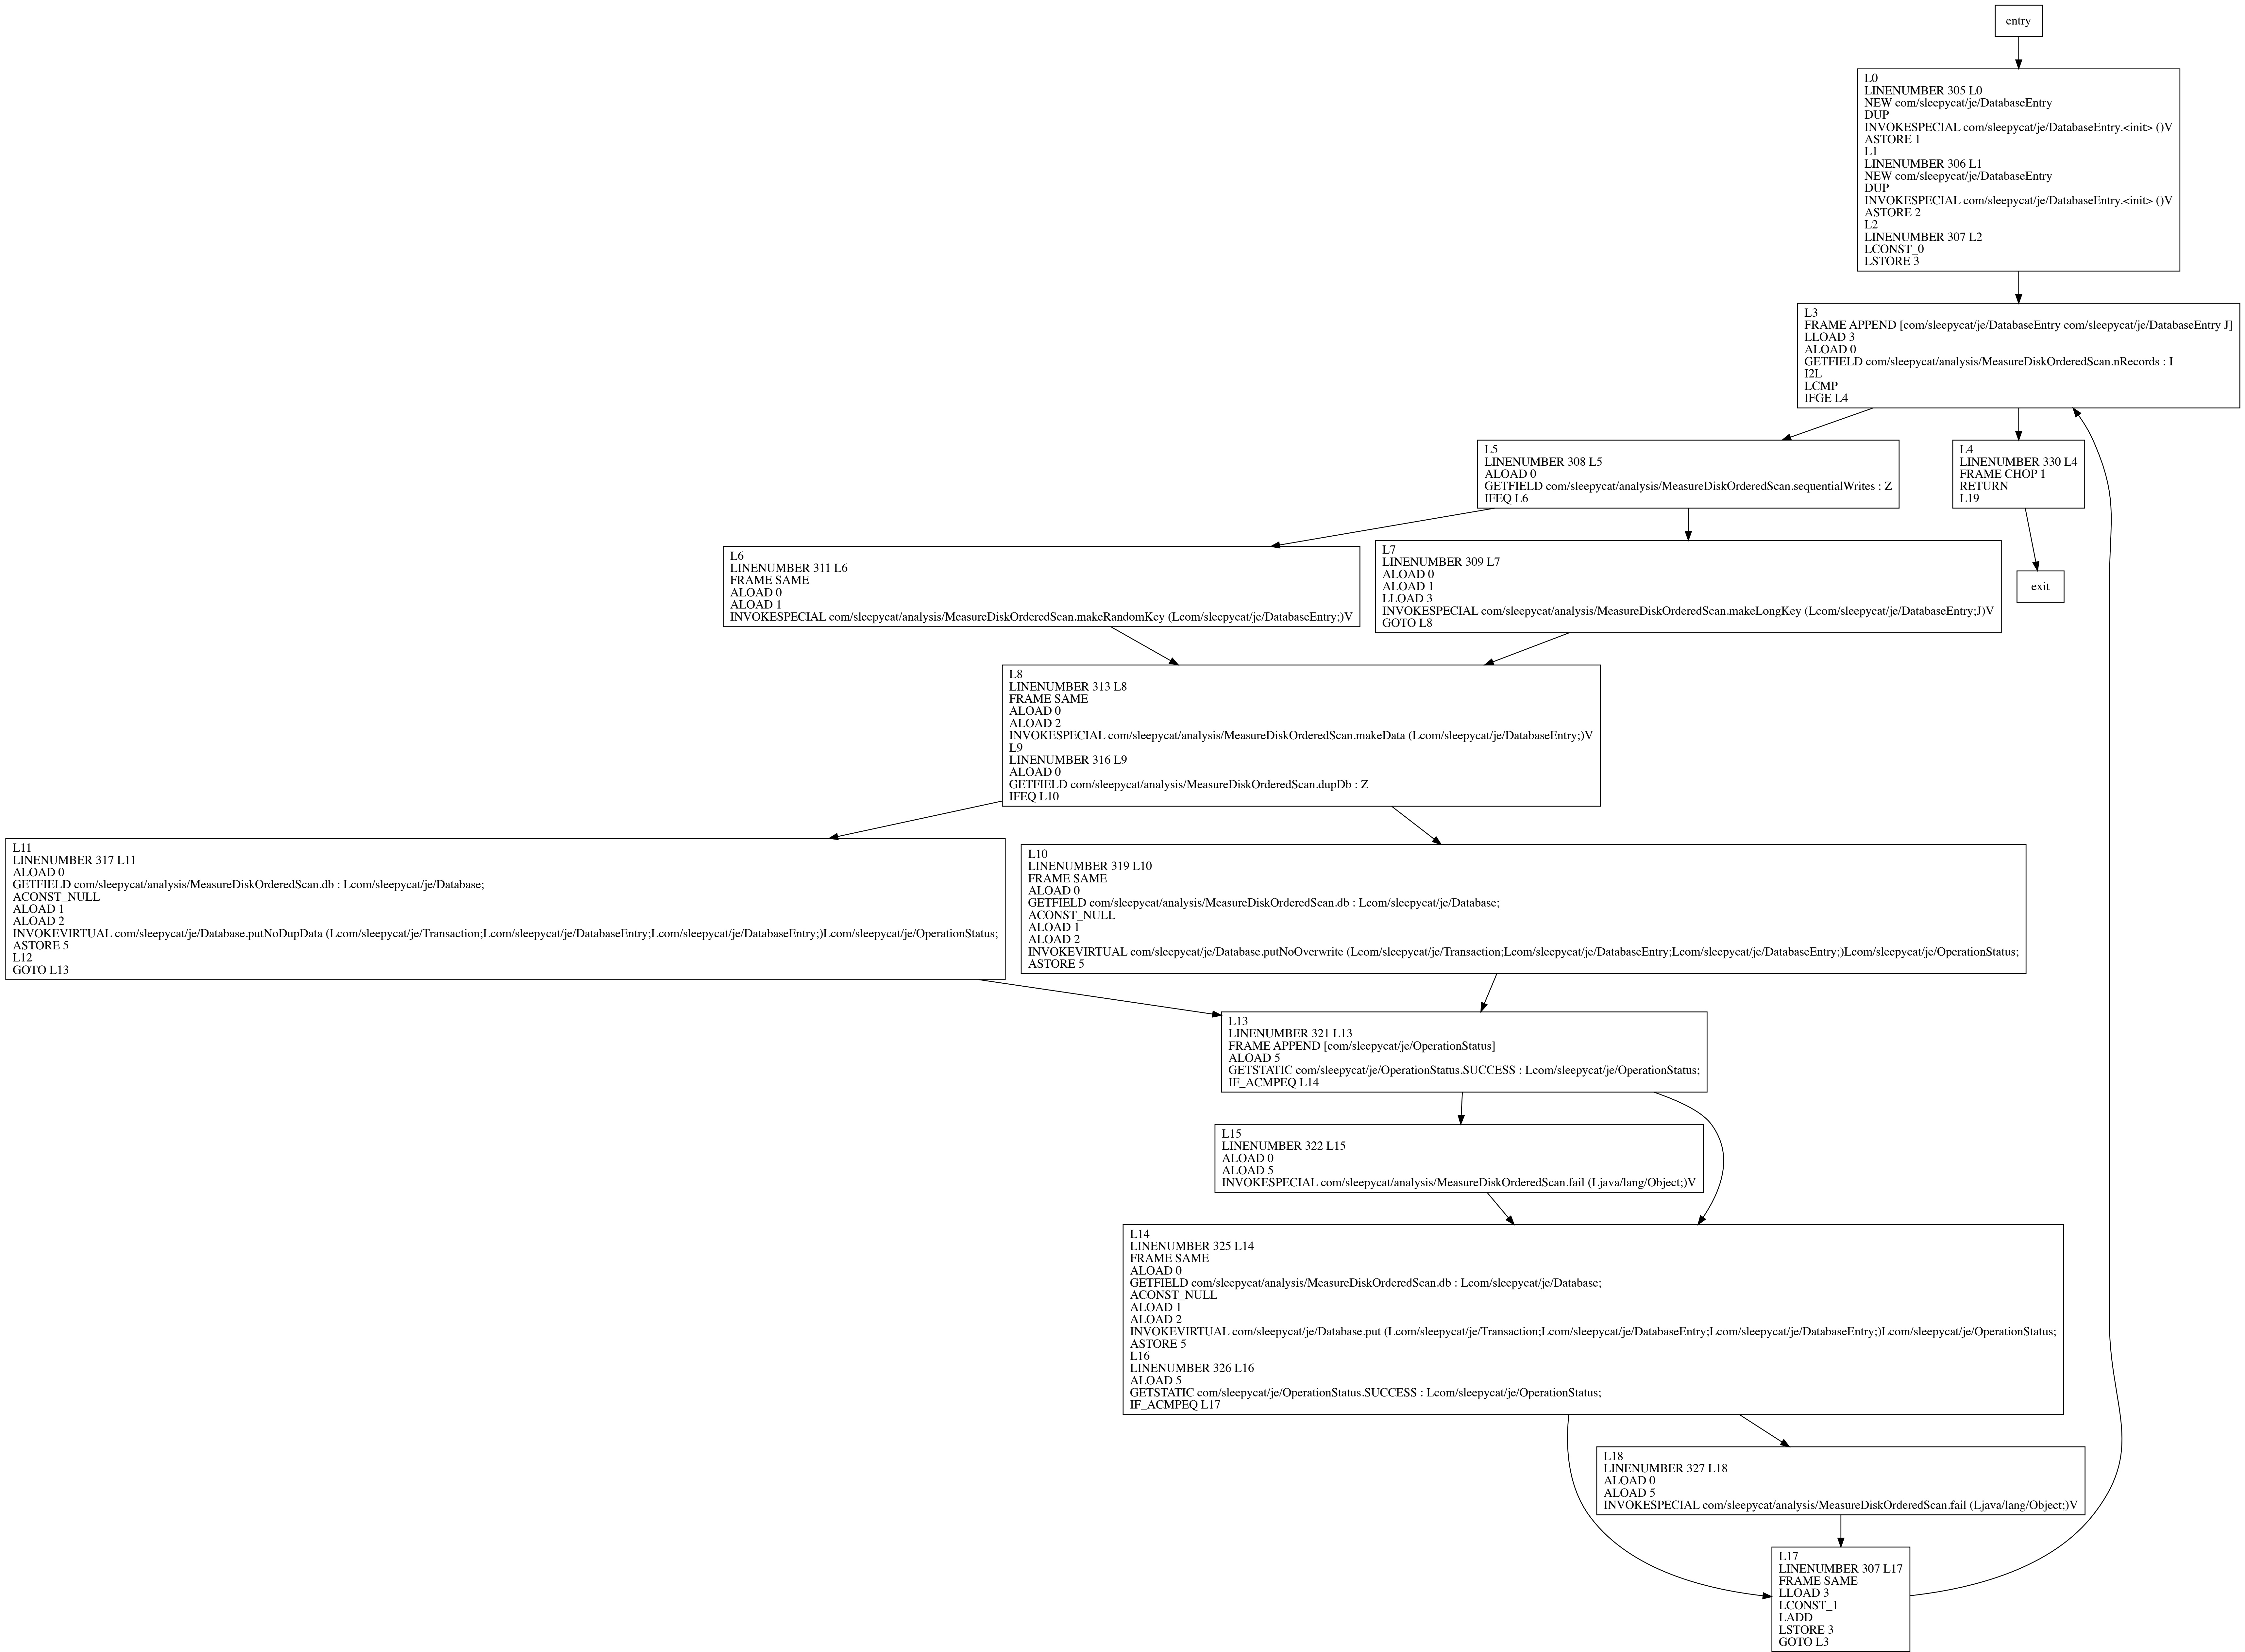 entry
L0
LINENUMBER 305 L0
NEW com/sleepycat/je/DatabaseEntry
DUP
INVOKESPECIAL com/sleepycat/je/DatabaseEntry.<init> ()V
ASTORE 1
L1
LINENUMBER 306 L1
NEW com/sleepycat/je/DatabaseEntry
DUP
INVOKESPECIAL com/sleepycat/je/DatabaseEntry.<init> ()V
ASTORE 2
L2
LINENUMBER 307 L2
LCONST_0
LSTORE 3
L3
FRAME APPEND [com/sleepycat/je/DatabaseEntry com/sleepycat/je/DatabaseEntry J]
LLOAD 3
ALOAD 0
GETFIELD com/sleepycat/analysis/MeasureDiskOrderedScan.nRecords : I
I2L
LCMP
IFGE L4
L5
LINENUMBER 308 L5
ALOAD 0
GETFIELD com/sleepycat/analysis/MeasureDiskOrderedScan.sequentialWrites : Z
IFEQ L6
L4
LINENUMBER 330 L4
FRAME CHOP 1
RETURN
L19
L6
LINENUMBER 311 L6
FRAME SAME
ALOAD 0
ALOAD 1
INVOKESPECIAL com/sleepycat/analysis/MeasureDiskOrderedScan.makeRandomKey (Lcom/sleepycat/je/DatabaseEntry;)V
L7
LINENUMBER 309 L7
ALOAD 0
ALOAD 1
LLOAD 3
INVOKESPECIAL com/sleepycat/analysis/MeasureDiskOrderedScan.makeLongKey (Lcom/sleepycat/je/DatabaseEntry;J)V
GOTO L8
exit
L8
LINENUMBER 313 L8
FRAME SAME
ALOAD 0
ALOAD 2
INVOKESPECIAL com/sleepycat/analysis/MeasureDiskOrderedScan.makeData (Lcom/sleepycat/je/DatabaseEntry;)V
L9
LINENUMBER 316 L9
ALOAD 0
GETFIELD com/sleepycat/analysis/MeasureDiskOrderedScan.dupDb : Z
IFEQ L10
L11
LINENUMBER 317 L11
ALOAD 0
GETFIELD com/sleepycat/analysis/MeasureDiskOrderedScan.db : Lcom/sleepycat/je/Database;
ACONST_NULL
ALOAD 1
ALOAD 2
INVOKEVIRTUAL com/sleepycat/je/Database.putNoDupData (Lcom/sleepycat/je/Transaction;Lcom/sleepycat/je/DatabaseEntry;Lcom/sleepycat/je/DatabaseEntry;)Lcom/sleepycat/je/OperationStatus;
ASTORE 5
L12
GOTO L13
L10
LINENUMBER 319 L10
FRAME SAME
ALOAD 0
GETFIELD com/sleepycat/analysis/MeasureDiskOrderedScan.db : Lcom/sleepycat/je/Database;
ACONST_NULL
ALOAD 1
ALOAD 2
INVOKEVIRTUAL com/sleepycat/je/Database.putNoOverwrite (Lcom/sleepycat/je/Transaction;Lcom/sleepycat/je/DatabaseEntry;Lcom/sleepycat/je/DatabaseEntry;)Lcom/sleepycat/je/OperationStatus;
ASTORE 5
L13
LINENUMBER 321 L13
FRAME APPEND [com/sleepycat/je/OperationStatus]
ALOAD 5
GETSTATIC com/sleepycat/je/OperationStatus.SUCCESS : Lcom/sleepycat/je/OperationStatus;
IF_ACMPEQ L14
L15
LINENUMBER 322 L15
ALOAD 0
ALOAD 5
INVOKESPECIAL com/sleepycat/analysis/MeasureDiskOrderedScan.fail (Ljava/lang/Object;)V
L14
LINENUMBER 325 L14
FRAME SAME
ALOAD 0
GETFIELD com/sleepycat/analysis/MeasureDiskOrderedScan.db : Lcom/sleepycat/je/Database;
ACONST_NULL
ALOAD 1
ALOAD 2
INVOKEVIRTUAL com/sleepycat/je/Database.put (Lcom/sleepycat/je/Transaction;Lcom/sleepycat/je/DatabaseEntry;Lcom/sleepycat/je/DatabaseEntry;)Lcom/sleepycat/je/OperationStatus;
ASTORE 5
L16
LINENUMBER 326 L16
ALOAD 5
GETSTATIC com/sleepycat/je/OperationStatus.SUCCESS : Lcom/sleepycat/je/OperationStatus;
IF_ACMPEQ L17
L18
LINENUMBER 327 L18
ALOAD 0
ALOAD 5
INVOKESPECIAL com/sleepycat/analysis/MeasureDiskOrderedScan.fail (Ljava/lang/Object;)V
L17
LINENUMBER 307 L17
FRAME SAME
LLOAD 3
LCONST_1
LADD
LSTORE 3
GOTO L3